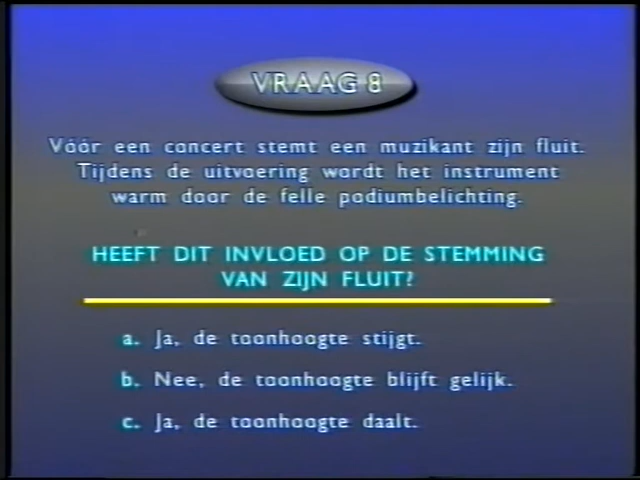 VRAAG 8
Vóór een concert stemt een muzikant zijn fluit.
Tijdens de uitvoering wordt het instrument
warm door de felle podiumbelichting.
HEEFT DIT INVLOED OP DE STEMMING
VAN ZIJN FLUIT?
a. Ja, de toonhoogte stijgt.
b. Nee, de toonhoogte blijft gelijk.
c. Ja, de toonhoogte daalt.